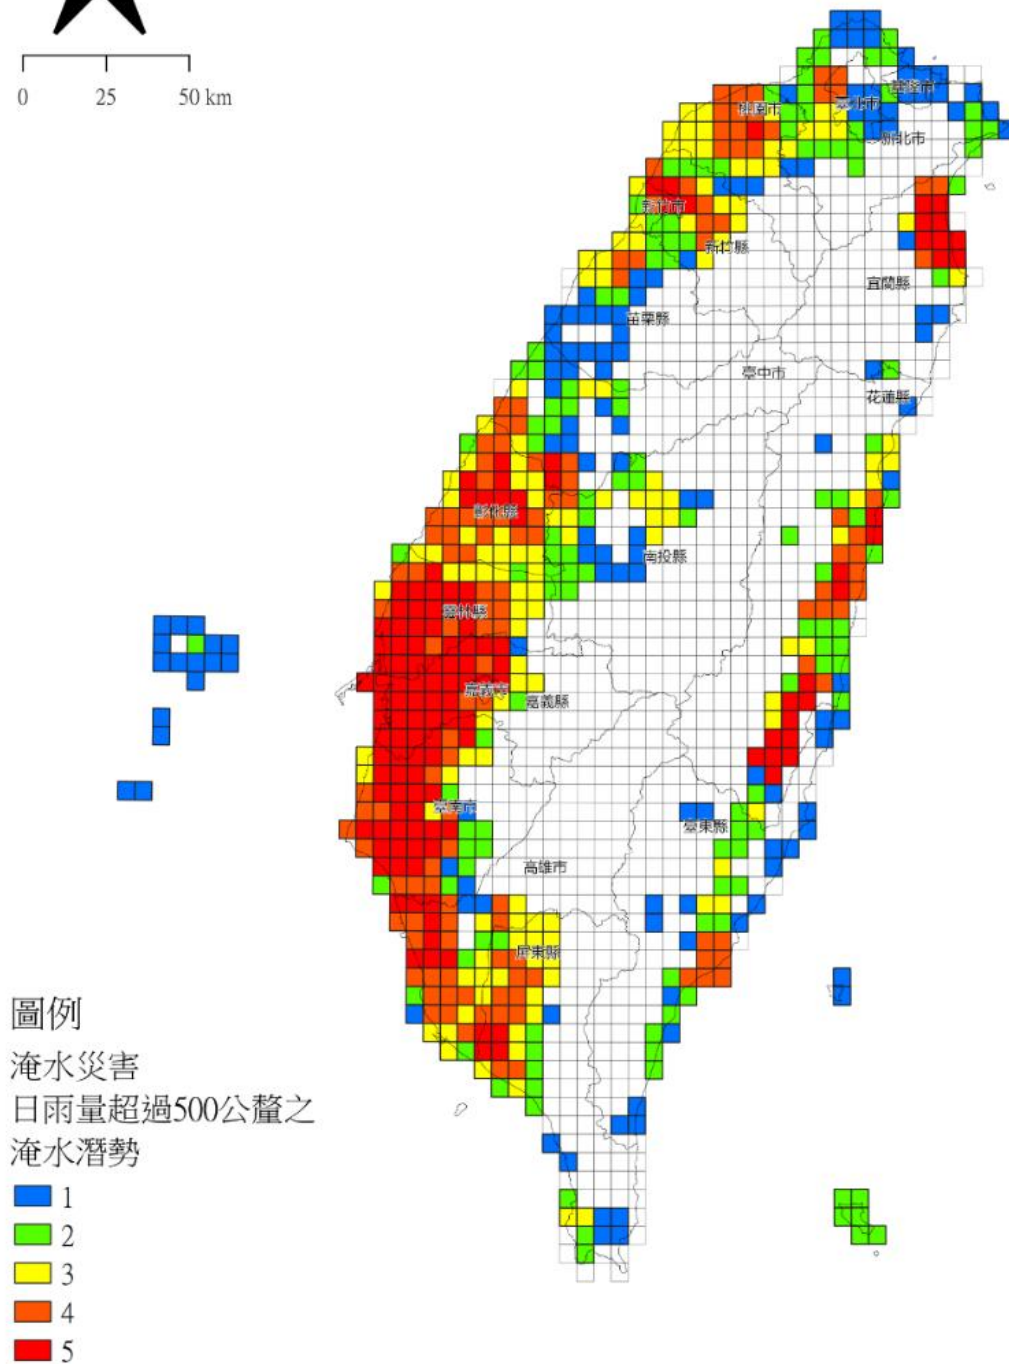 0 25 50 km
基隆市
臺北市
桃園市
新北市
新竹市
新竹縣
宜蘭縣
苗栗縣
臺中市
花蓮縣
彰化縣
南投縣
雲林縣
嘉義市
嘉義縣
臺南市
臺東縣
高雄市
屏東縣
圖例
淹水災害
日雨量超過500公釐之
淹水潛勢
1
2
3
4
5